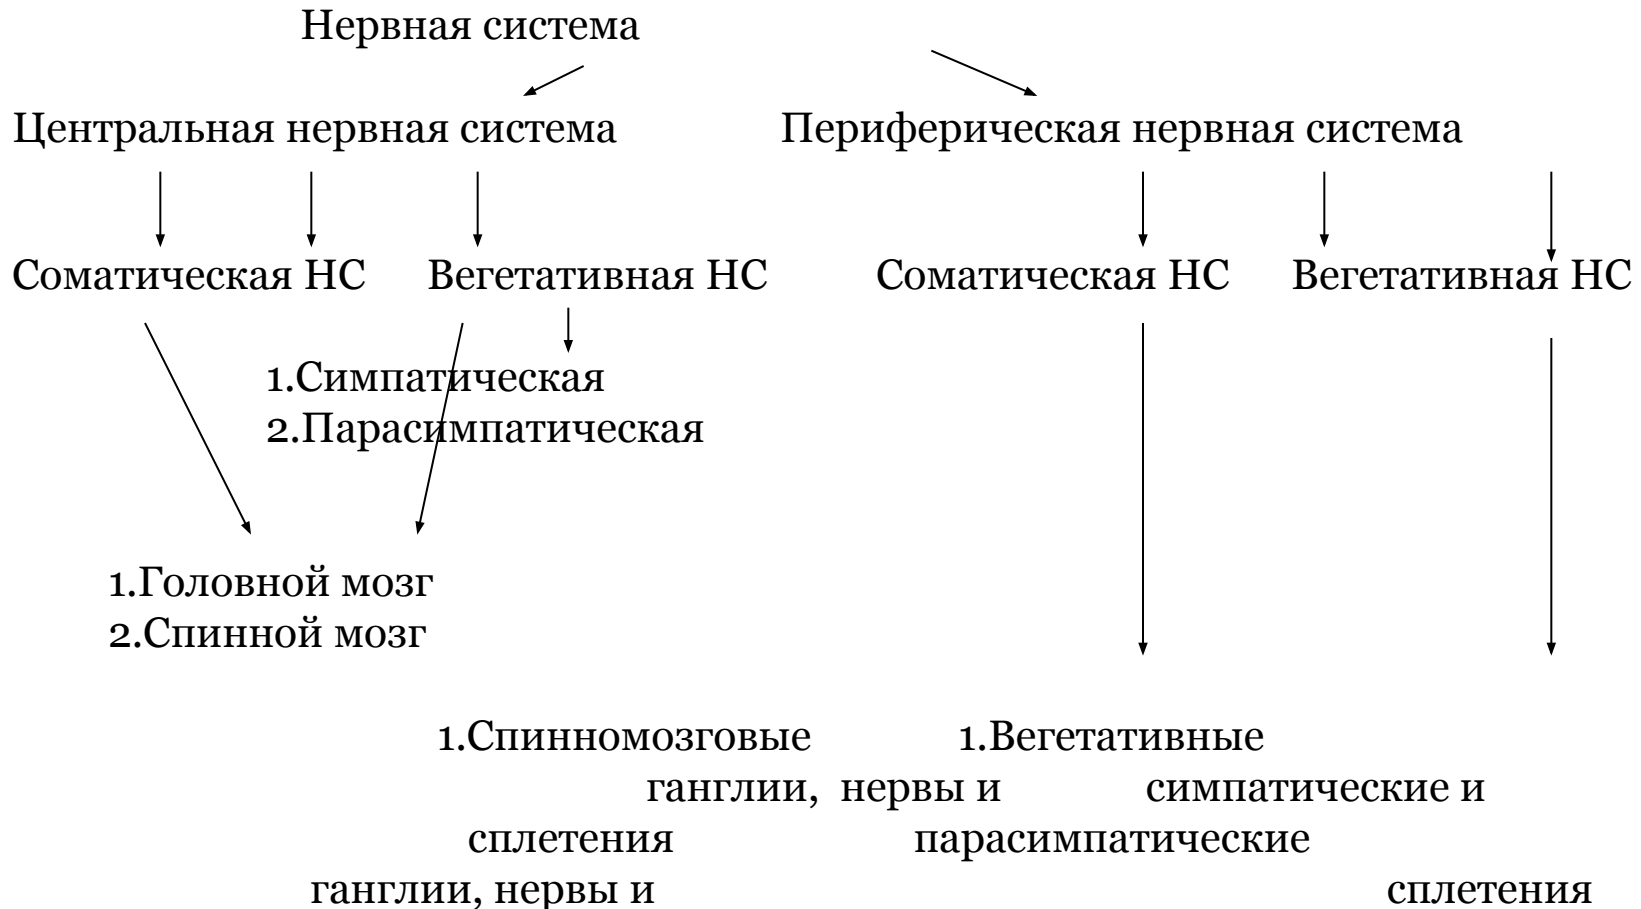 Нервная система
Центральная нервная система Периферическая нервная система
Соматическая НС Вегетативная НС Соматическая НС Вегетативная НС
1.Симпатическая
2.Парасимпатическая
1.Головной мозг
2.Спинной мозг
1.Спинномозговые 1.Вегетативные
ганглии, нервы и симпатические и
сплетения парасимпатические
ганглии, нервы и сплетения